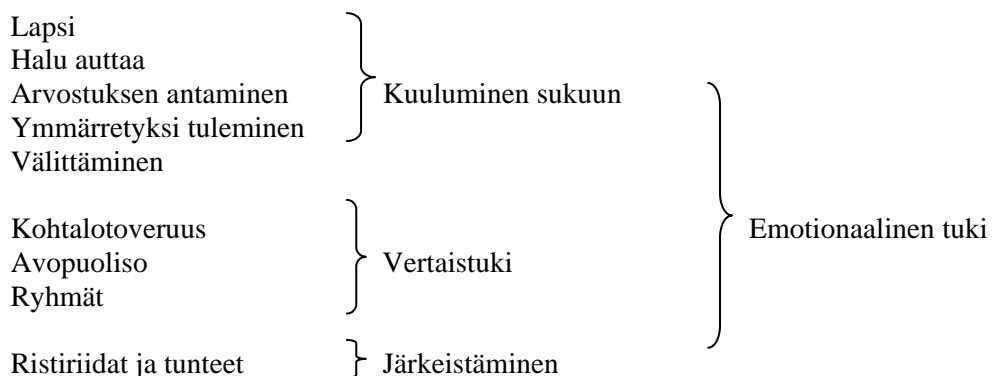 Lapsi
Halu auttaa
Arvostuksen antaminen Kuuluminen sukuun
Ymmärretyksi tuleminen
Välittäminen
Kohtalotoveruus Emotionaalinen tuki
Avopuoliso Vertaistuki
Ryhmät
Ristiriidat ja tunteet Järkeistäminen